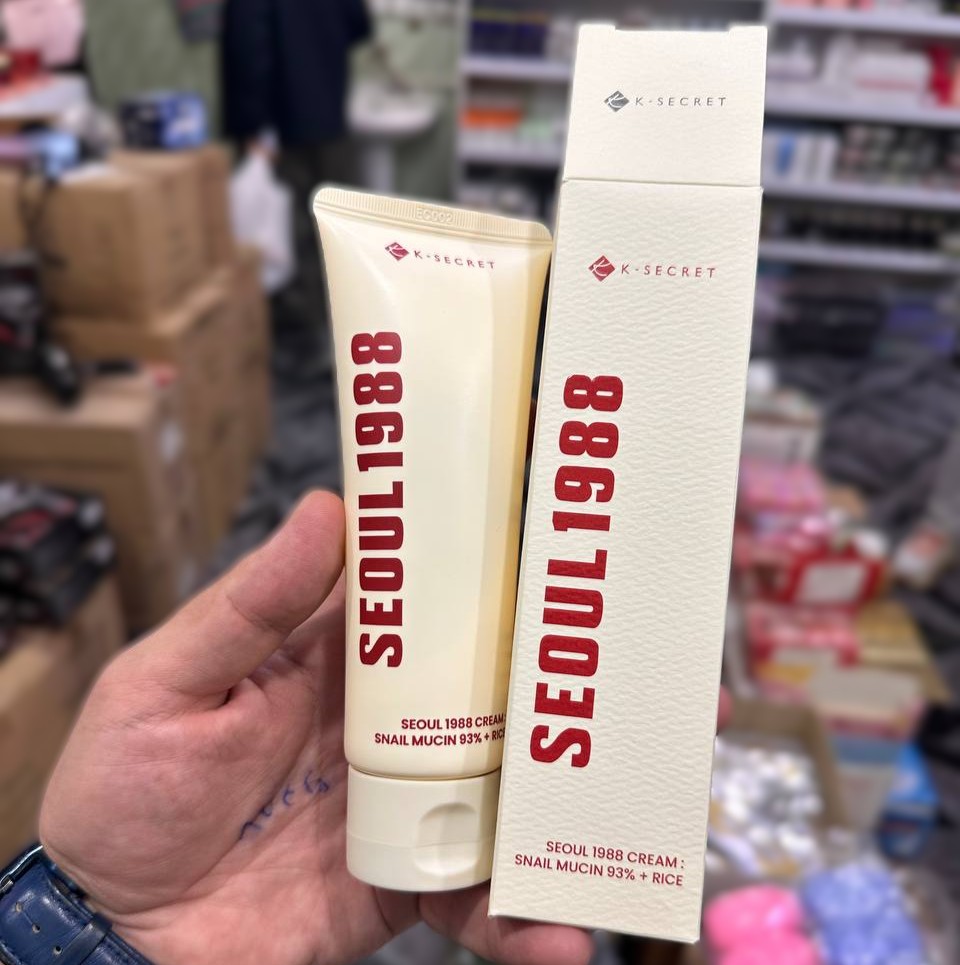 EC002
K-SECRET
SEOUL1988
SEOUL 1988 CREAM :
SNAIL MUCIN 93% + RICE
K-SECRET
K-SECRET
SEOUL1988
SEOUL 1988 CREAM :
SNAIL MUCIN 93% + RICE